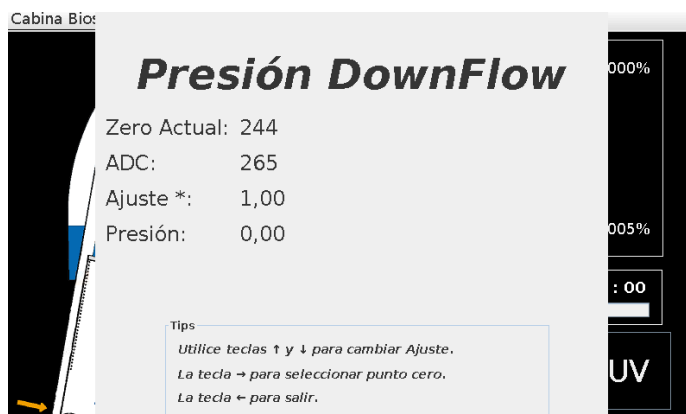 Cabina Bios
Presión DownFlow
000%
Zero Actual: 244
ADC: 265
Ajuste *: 1,00
Presión: 0,00
005%
: 00
Tips
Utilice teclas ↑ y ↓ para cambiar Ajuste.
La tecla → para seleccionar punto cero.
La tecla ← para salir.
UV